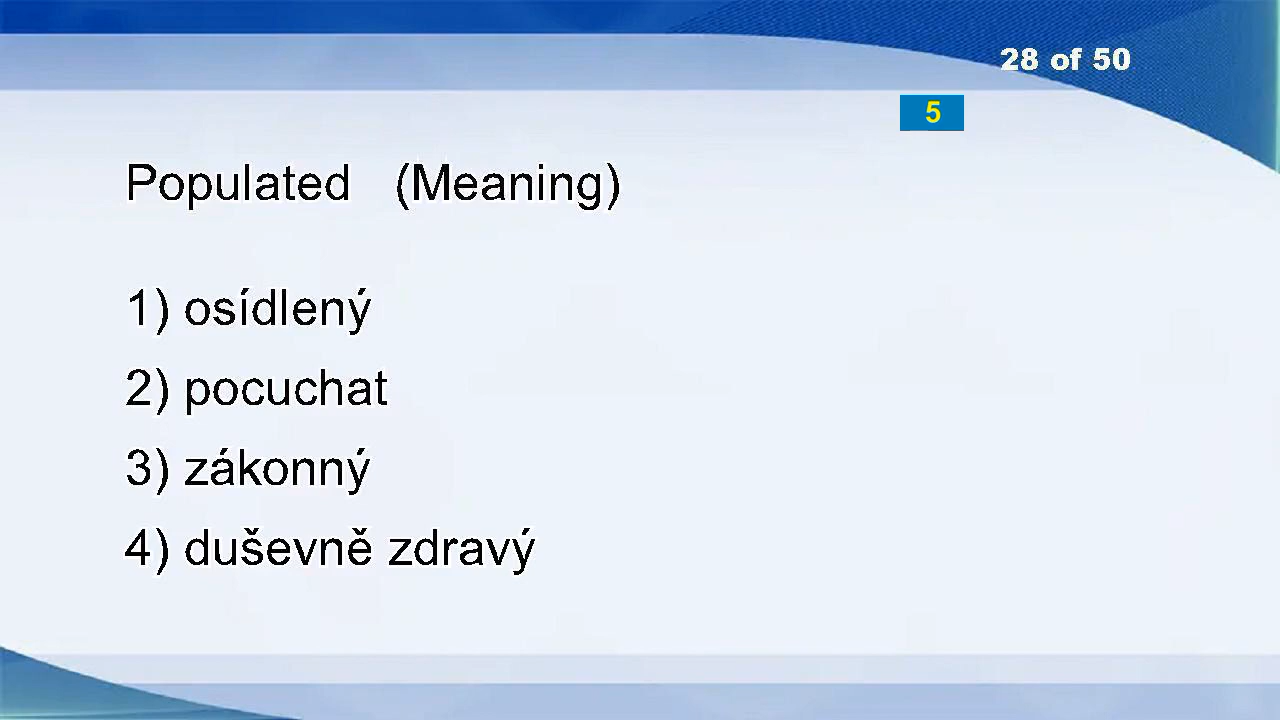 28 of 50
5
Populated (Meaning)
1) osídlený
2) pocuchat
3) zákonný
4) duševně zdravý